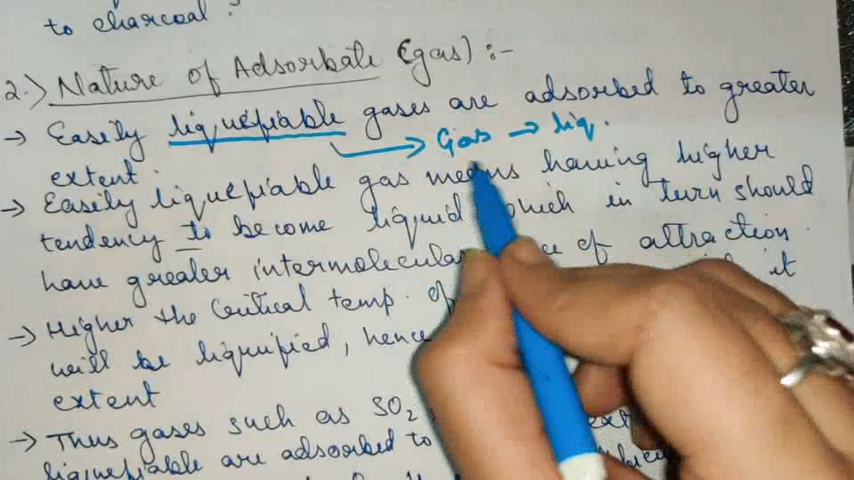 to charcoal.
2.) Nature of Adsorbate (gas) :-
→ Easily liquefiable gases are adsorbed to greater
→ Gas → liq.
extent.
→ Easily liquefiable gas means having higher
tendency to become liquid which in turn should
have greater intermolecular of attraction.
→ Higher the Critical temp. of it
will be liquified, hence
extent
→ Thus gases such as SO2
liquefiable are adsorbed to